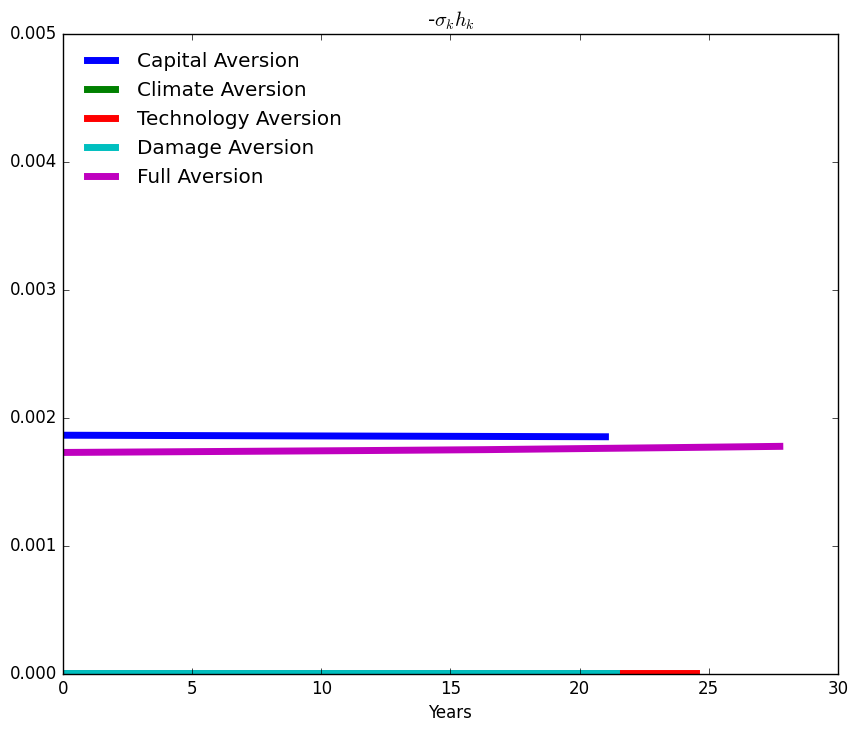 -σₖhₖ
0.005
Capital Aversion
Climate Aversion
Technology Aversion
Damage Aversion
Full Aversion
0.004
0.003
0.002
0.001
0.000
0 5 10 15 20 25 30
Years